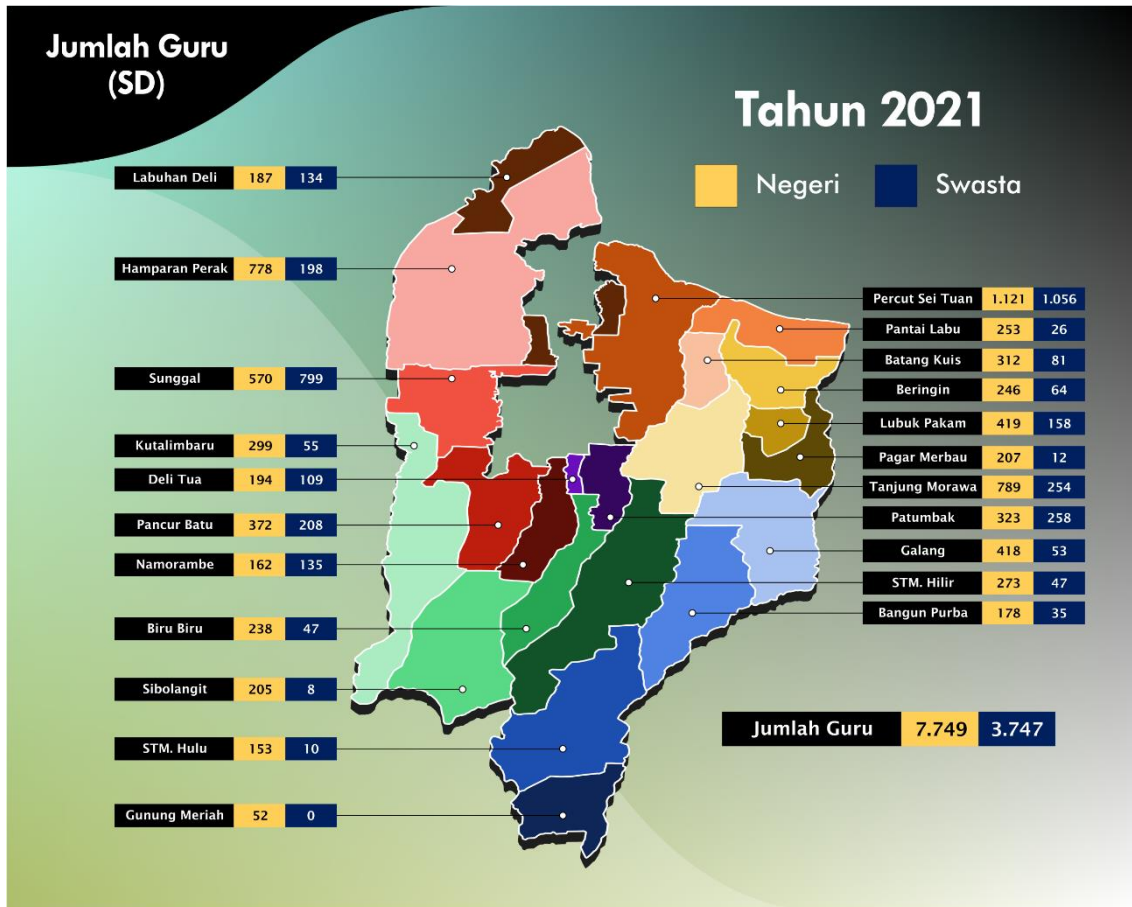 Jumlah Guru
(SD)
Tahun 2021
Negeri Swasta
Labuhan Deli 187 134
Hamparan Perak 778 198
Sunggal 570 799
Kutalimbaru 299 55
Deli Tua 194 109
Pancur Batu 372 208
Namorambe 162 135
Biru Biru 238 47
Sibolangit 205 8
STM. Hulu 153 10
Gunung Meriah 52 0
Percut Sei Tuan 1.121 1.056
Pantai Labu 253 26
Batang Kuis 312 81
Beringin 246 64
Lubuk Pakam 419 158
Pagar Merbau 207 12
Tanjung Morawa 789 254
Patumbak 323 258
Galang 418 53
STM. Hilir 273 47
Bangun Purba 178 35
Jumlah Guru 7.749 3.747